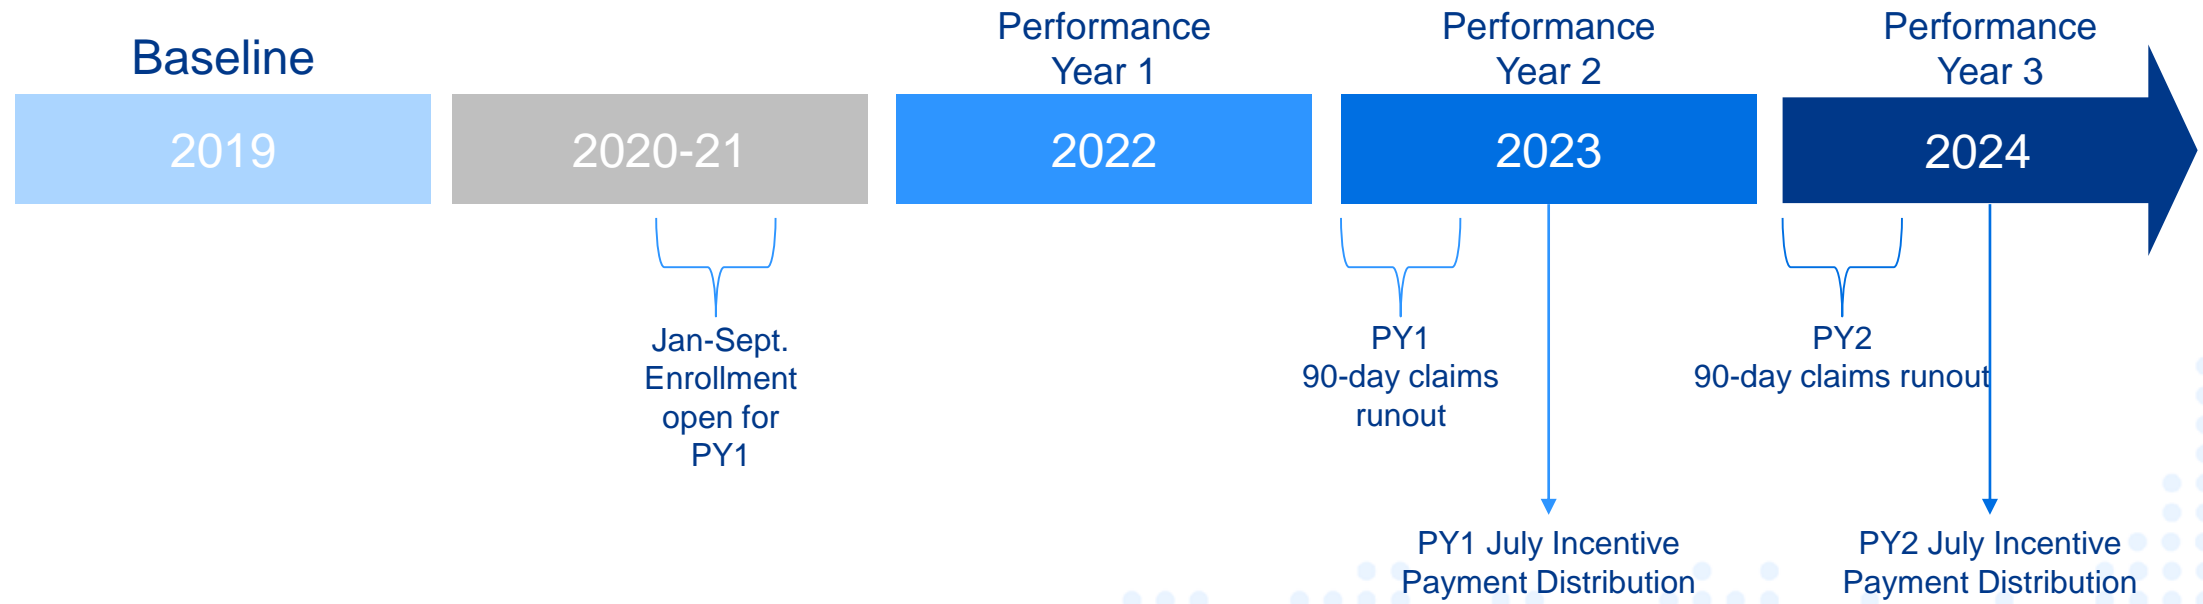 Baseline
Performance
Year 1
Performance
Year 2
Performance
Year 3
2019
2020-21
2022
2023
2024
Jan-Sept.
Enrollment
open for
PY1
PY1
90-day claims
runout
PY2
90-day claims runout
PY1 July Incentive
Payment Distribution
PY2 July Incentive
Payment Distribution